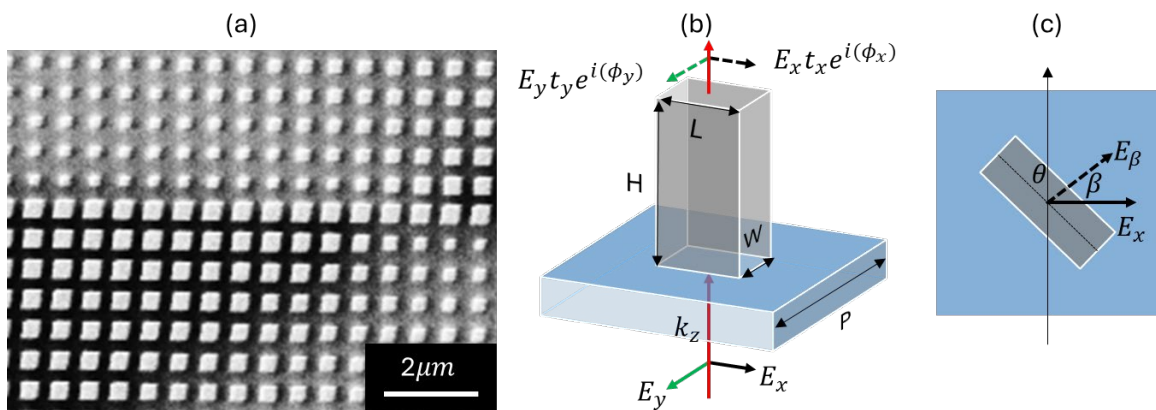 (a)
(b)
(c)
2μm
E_y t_y e^{i(ϕ_y)}
E_x t_x e^{i(ϕ_x)}
L
H
W
P
k_z
E_y
E_x
θ
E_β
β
E_x